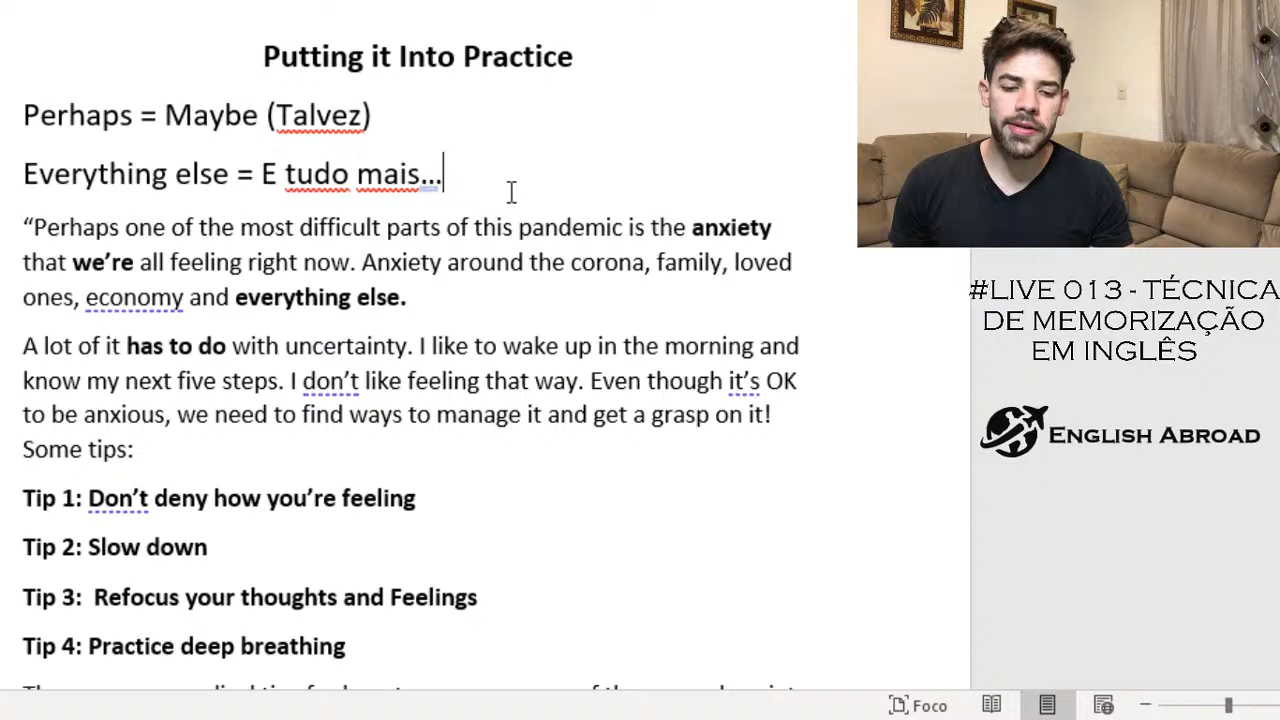 Putting it Into Practice
Perhaps = Maybe (Talvez)
Everything else = E tudo mais...
“Perhaps one of the most difficult parts of this pandemic is the anxiety
that we’re all feeling right now. Anxiety around the corona, family, loved
ones, economy and everything else.
A lot of it has to do with uncertainty. I like to wake up in the morning and
know my next five steps. I don’t like feeling that way. Even though it’s OK
to be anxious, we need to find ways to manage it and get a grasp on it!
Some tips:
Tip 1: Don’t deny how you’re feeling
Tip 2: Slow down
Tip 3:  Refocus your thoughts and Feelings
Tip 4: Practice deep breathing
#LIVE 013 - TÉCNICA
DE MEMORIZAÇÃO
EM INGLÊS
ENGLISH ABROAD
Foco